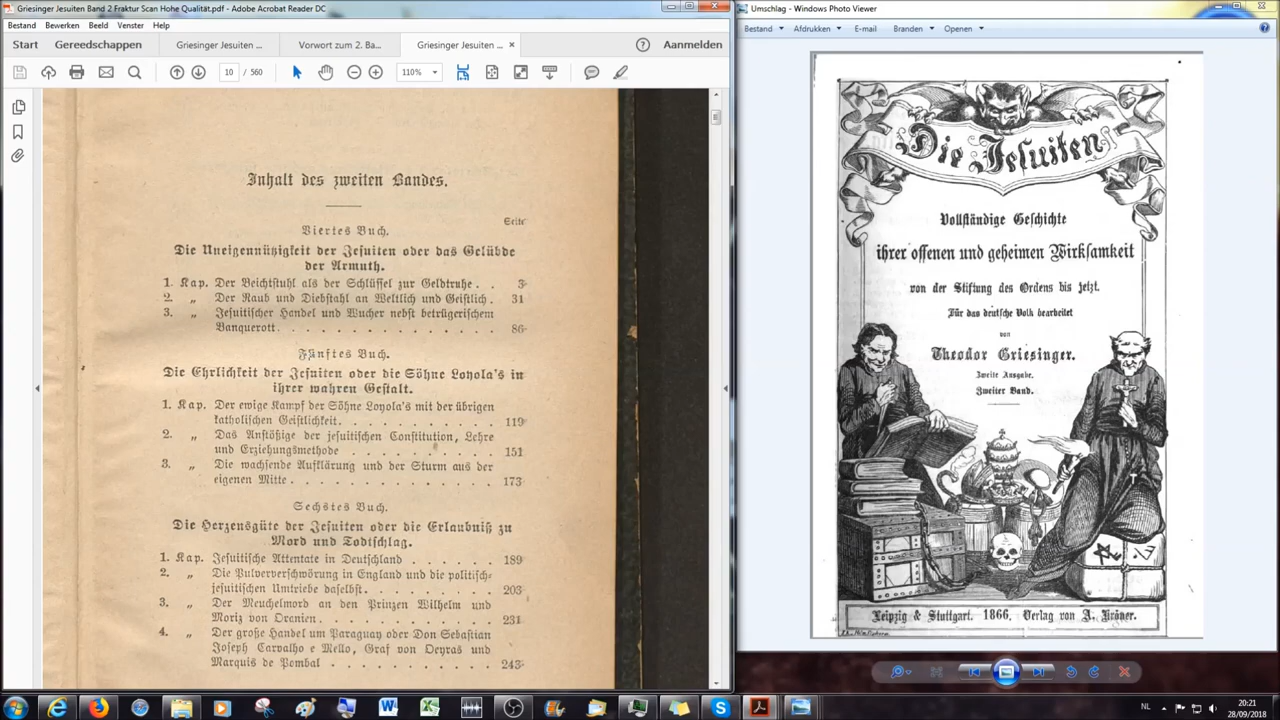 Griesinger Jesuiten Band 2 Fraktur Scan Hohe Qualität.pdf - Adobe Acrobat Reader DC
Bestand Bewerken Beeld Venster Help
Start Gereedschappen Griesinger Jesuiten ... Vorwort zum 2. Ba... Griesinger Jesuiten ... Aanmelden
10 / 560 110%
Inhalt des zweiten Bandes.
Seite
Viertes Buch.
Die Uneigennützigkeit der Jesuiten oder das Gelübde
der Armuth.
1. Kap. Der Beichtstuhl als der Schlüssel zur Geldtruhe . . 3
2. „ Der Raub und Diebstahl an Weltlich und Geistlich . 31
3. „ Jesuitischer Handel und Wucher nebst betrügerischem
Banquerott . . . . . . . . . . . . . 86
Fünftes Buch.
Die Ehrlichkeit der Jesuiten oder die Söhne Loyola's in
ihrer wahren Gestalt.
1. Kap. Der ewige Kampf der Söhne Loyola's mit der übrigen
katholischen Geistlichkeit. . . . . . . . . . 119
2. „ Das Anstößige der jesuitischen Constitution, Lehre
und Erziehungsmethode . . . . . . . . . 151
3. „ Die wachsende Aufklärung und der Sturm aus der
eigenen Mitte . . . . . . . . . . . . 173
Sechstes Buch.
Die Herzensgüte der Jesuiten oder die Erlaubniß zu
Mord und Todtschlag.
1. Kap. Jesuitische Attentate in Deutschland . . . . . 189
2. „ Die Pulververschwörung in England und die politisch-
jesuitischen Umtriebe daselbst. . . . . . . . 203
3. „ Der Meuchelmord an den Prinzen Wilhelm und
Moriz von Oranien. . . . . . . . . . . 231
4. „ Der große Handel um Paraguay oder Don Sebastian
Joseph Carvalho e Mello, Graf von Oeyras und
Marquis de Pombal . . . . . . . . . . 243
Umschlag - Windows Photo Viewer
Bestand Afdrukken E-mail Branden Openen
Die Jesuiten
Vollständige Geschichte
ihrer offenen und geheimen Wirksamkeit
von der Stiftung des Ordens bis jetzt.
Für das deutsche Volk bearbeitet
von
Theodor Griesinger.
Zweite Ausgabe.
Zweiter Band.
Leipzig & Stuttgart. 1866. Verlag von A. Kröner.
NL 20:21
28/09/2018